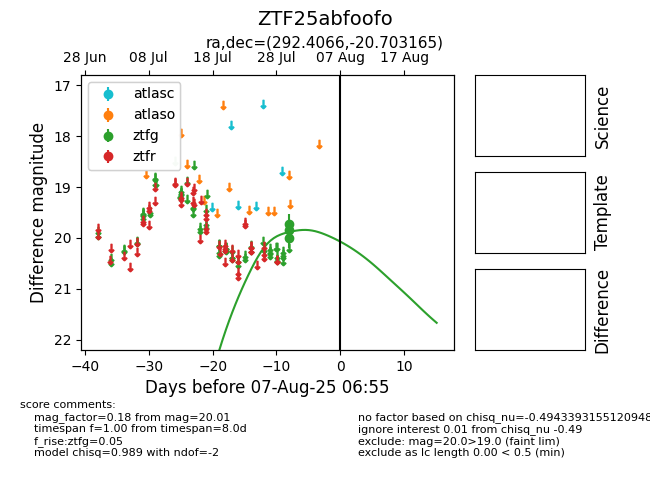 ZTF25abfoofo
ra,dec=(292.4066,-20.703165)
28 Jun 08 Jul 18 Jul 28 Jul 07 Aug 17 Aug
atlasc
atlaso
ztfg
ztfr
17
18
19
20
21
22
Difference magnitude
−40 −30 −20 −10 0 10
Days before 07-Aug-25 06:55
Science
Template
Difference
score comments:
mag_factor=0.18 from mag=20.01
timespan f=1.00 from timespan=8.0d
f_rise:ztfg=0.05
model chisq=0.989 with ndof=-2
no factor based on chisq_nu=-0.4943393155120948
ignore interest 0.01 from chisq_nu -0.49
exclude: mag=20.0>19.0 (faint lim)
exclude as lc length 0.00 < 0.5 (min)